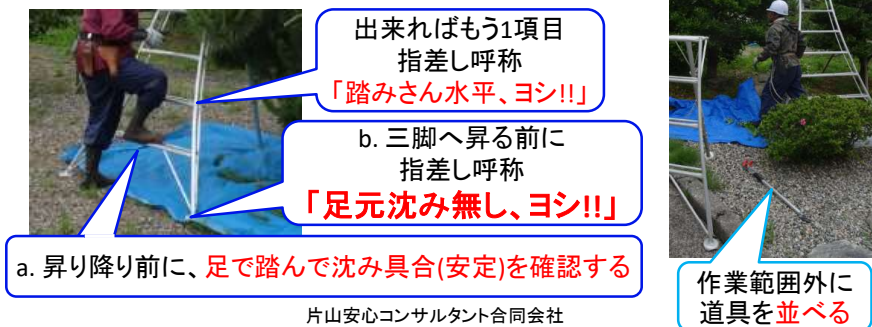 出来ればもう1項目
指差し呼称
「踏みさん水平、ヨシ!!」
b. 三脚へ昇る前に
指差し呼称
「足元沈み無し、ヨシ!!」
a. 昇り降り前に、足で踏んで沈み具合(安定)を確認する
作業範囲外に
道具を並べる
片山安心コンサルタント合同会社